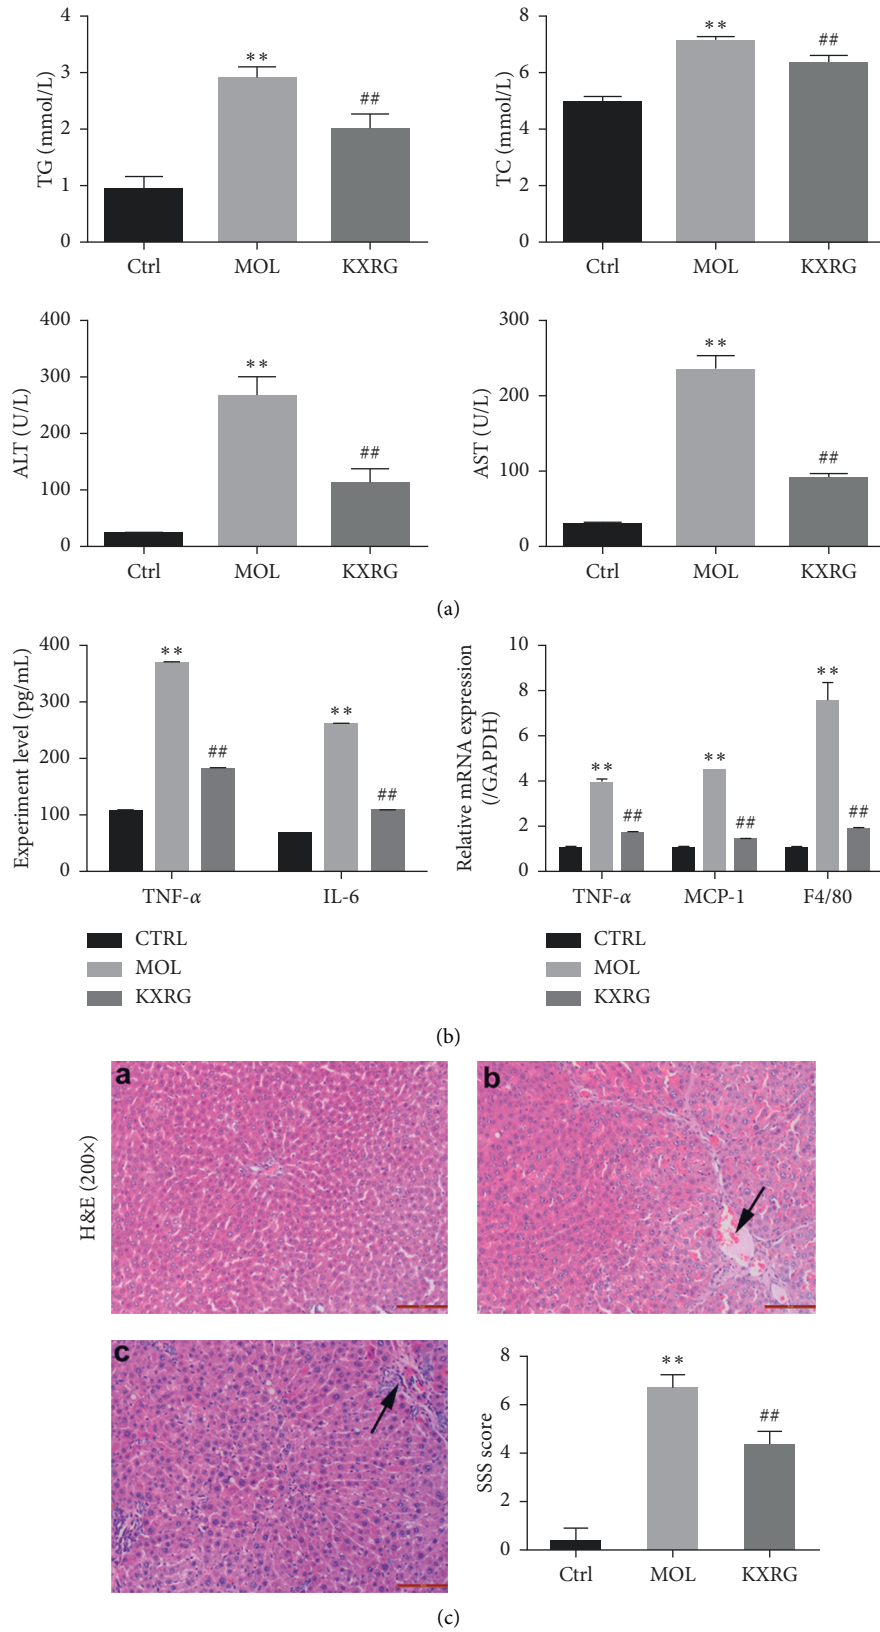 4
3
2
1
0
TG (mmol/L)
**
##
Ctrl
MOL
KXRG
8
6
4
2
0
TC (mmol/L)
**
##
Ctrl
MOL
KXRG
400
300
200
100
0
ALT (U/L)
**
##
Ctrl
MOL
KXRG
300
200
100
0
AST (U/L)
**
##
Ctrl
MOL
KXRG
(a)
400
300
200
100
0
Experiment level (pg/mL)
**
##
**
##
TNF-α
IL-6
CTRL
MOL
KXRG
10
8
6
4
2
0
Relative mRNA expression
(/GAPDH)
**
##
**
##
**
##
TNF-α
MCP-1
F4/80
CTRL
MOL
KXRG
(b)
H&E (200×)
a
b
c
8
6
4
2
0
SSS score
**
##
Ctrl
MOL
KXRG
(c)